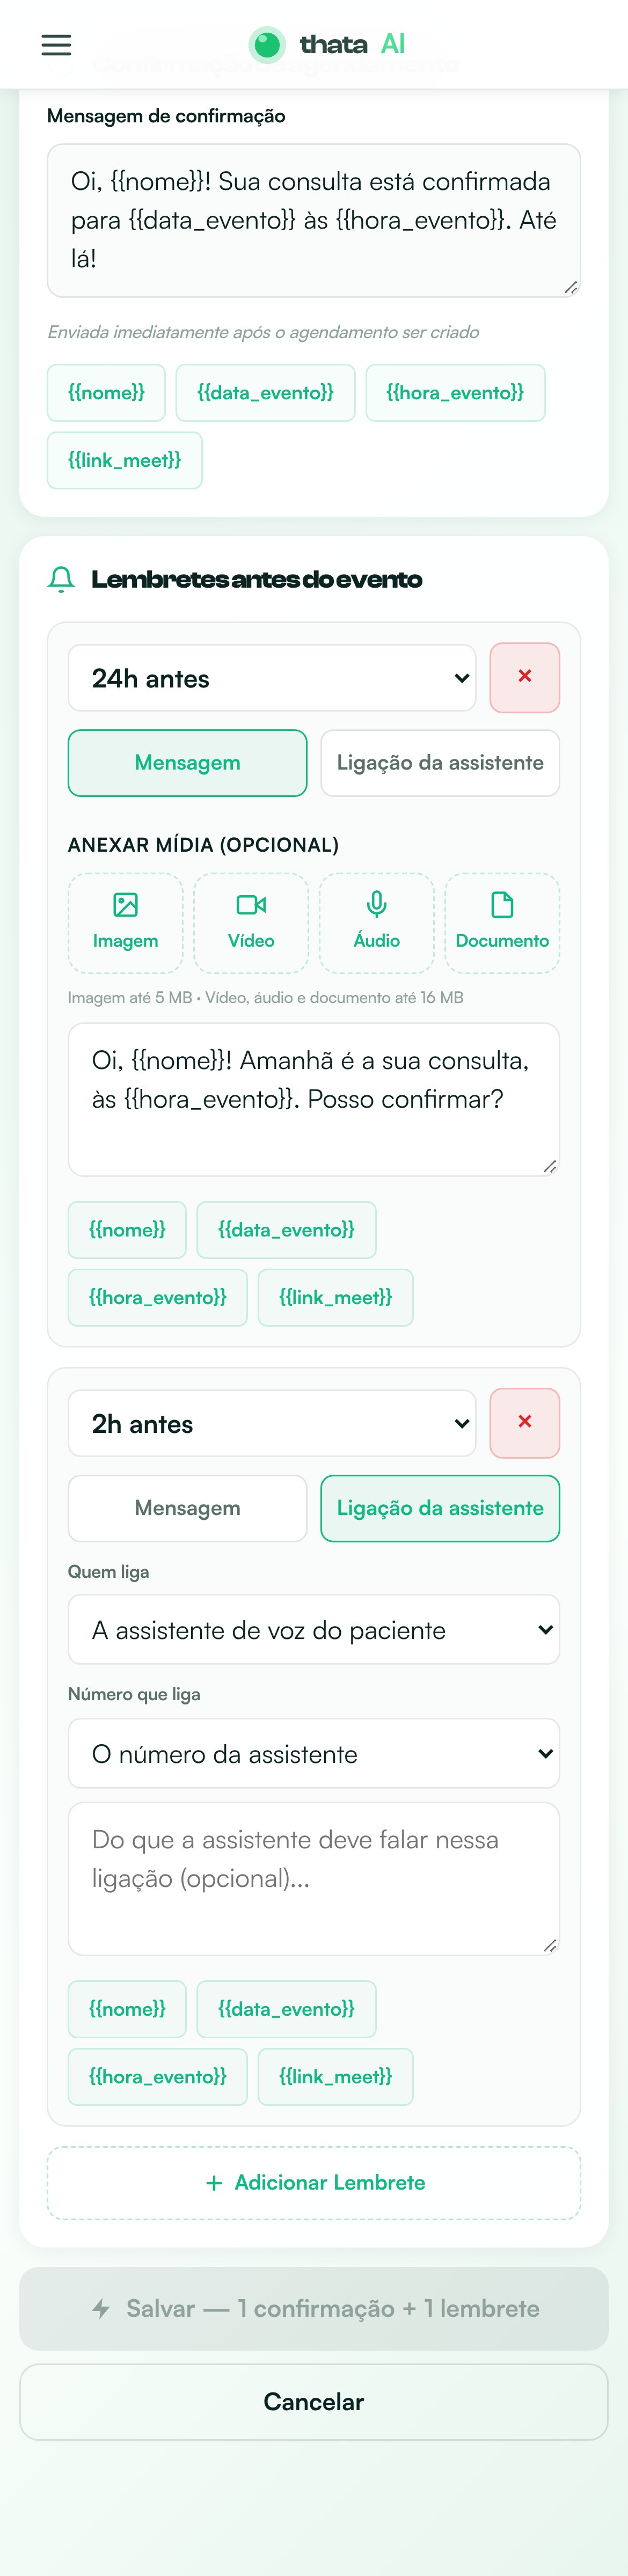 thata AI
Confirmação do agendamento
Mensagem de confirmação
Oi, {{nome}}! Sua consulta está confirmada
para {{data_evento}} às {{hora_evento}}. Até
lá!
Enviada imediatamente após o agendamento ser criado
{{nome}} {{data_evento}} {{hora_evento}}
{{link_meet}}
Lembretes antes do evento
24h antes
×
Mensagem Ligação da assistente
ANEXAR MÍDIA (OPCIONAL)
Imagem Vídeo Áudio Documento
Imagem até 5 MB · Vídeo, áudio e documento até 16 MB
Oi, {{nome}}! Amanhã é a sua consulta,
às {{hora_evento}}. Posso confirmar?
{{nome}} {{data_evento}}
{{hora_evento}} {{link_meet}}
2h antes
×
Mensagem Ligação da assistente
Quem liga
A assistente de voz do paciente
Número que liga
O número da assistente
Do que a assistente deve falar nessa
ligação (opcional)...
{{nome}} {{data_evento}}
{{hora_evento}} {{link_meet}}
+ Adicionar Lembrete
Salvar — 1 confirmação + 1 lembrete
Cancelar